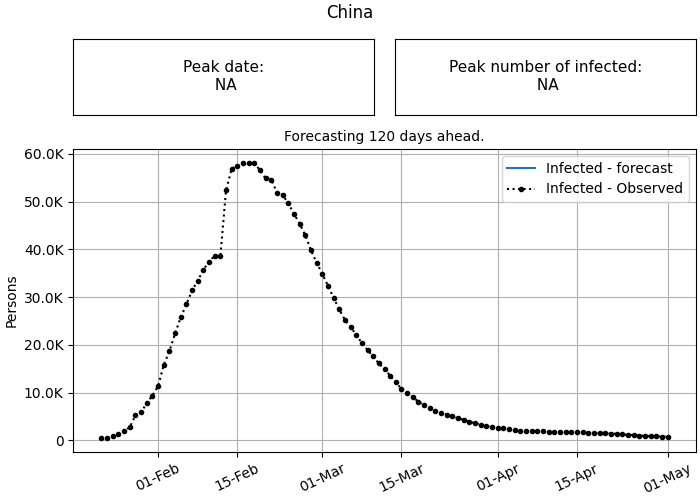 China
Peak date:
NA
Peak number of infected:
NA
Forecasting 120 days ahead.
Infected - forecast
Infected - Observed
Persons
60.0K
50.0K
40.0K
30.0K
20.0K
10.0K
0
01-Feb
15-Feb
01-Mar
15-Mar
01-Apr
15-Apr
01-May